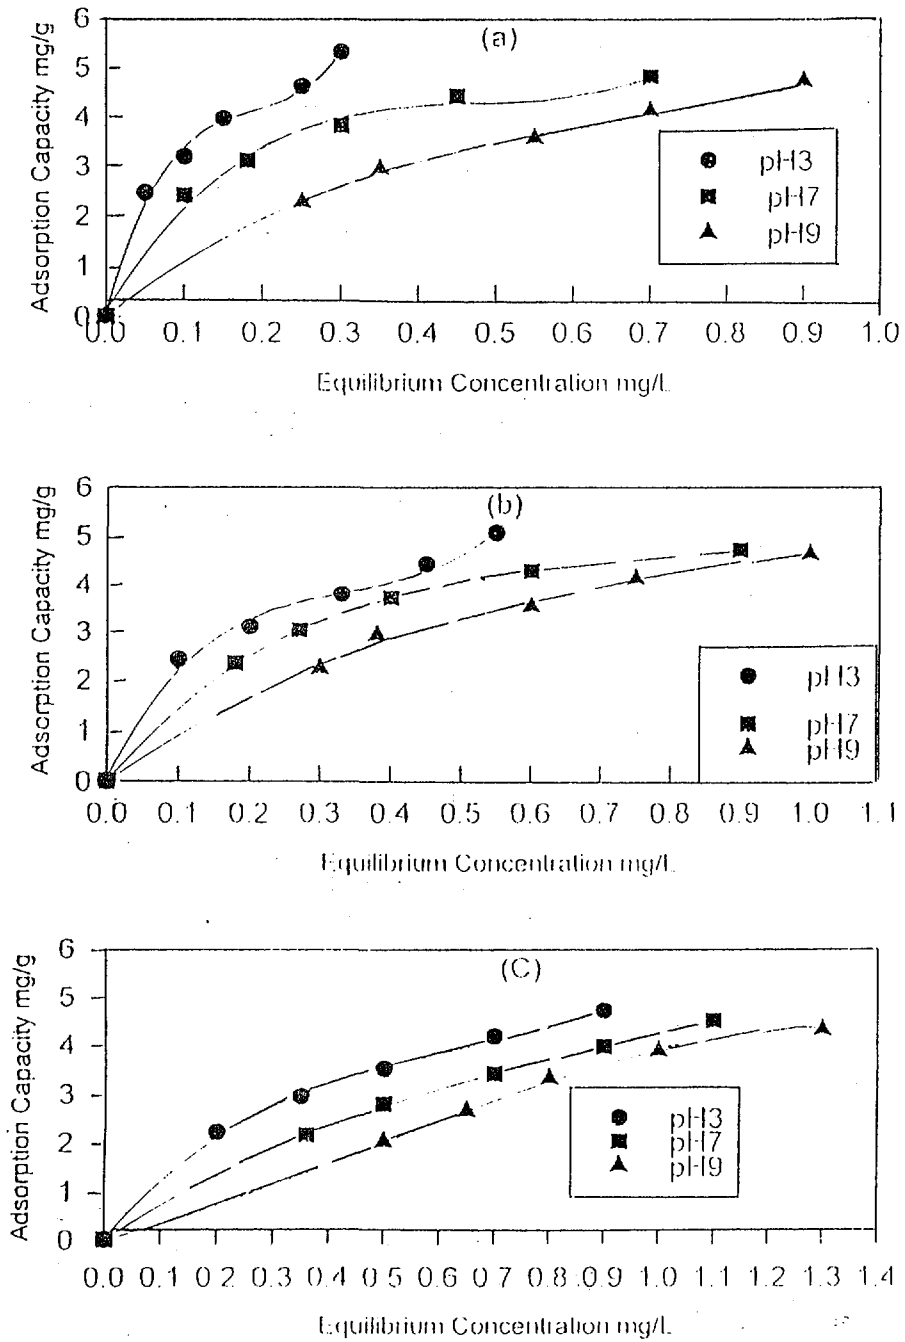 (a)
Adsorption Capacity mg/g
6
5
4
3
2
1
0
pH3
pH7
pH9
0.0 0.1 0.2 0.3 0.4 0.5 0.6 0.7 0.8 0.9 1.0
Equilibrium Concentration mg/L
(b)
Adsorption Capacity mg/g
6
5
4
3
2
1
0
pH3
pH7
pH9
0.0 0.1 0.2 0.3 0.4 0.5 0.6 0.7 0.8 0.9 1.0 1.1
Equilibrium Concentration mg/L
(C)
Adsorption Capacity mg/g
6
5
4
3
2
1
0
pH3
pH7
pH9
0.0 0.1 0.2 0.3 0.4 0.5 0.6 0.7 0.8 0.9 1.0 1.1 1.2 1.3 1.4
Equilibrium Concentration mg/L